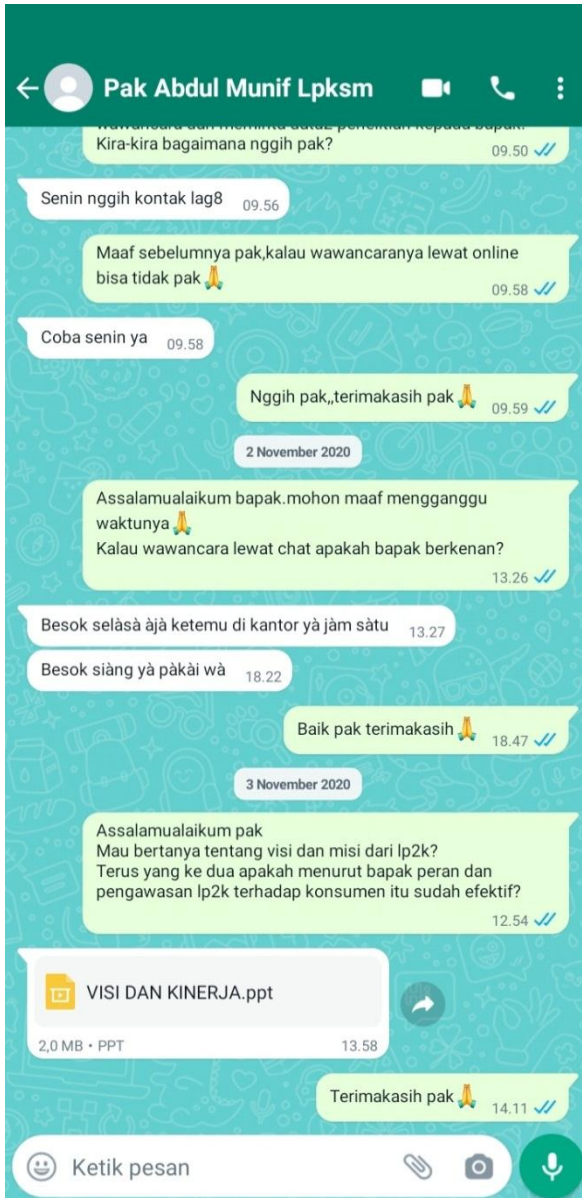 Pak Abdul Munif Lpksm
Kira-kira bagaimana nggih pak?
09.50
Senin nggih kontak lag8
09.56
Maaf sebelumnya pak,kalau wawancaranya lewat online
bisa tidak pak🙏
09.58
Coba senin ya
09.58
Nggih pak,,terimakasih pak🙏
09.59
2 November 2020
Assalamualaikum bapak.mohon maaf mengganggu
waktunya🙏
Kalau wawancara lewat chat apakah bapak berkenan?
13.26
Besok selàsà àjà ketemu di kantor yà jàm sàtu
13.27
Besok siàng yà pàkài wà
18.22
Baik pak terimakasih🙏
18.47
3 November 2020
Assalamualaikum pak
Mau bertanya tentang visi dan misi dari lp2k?
Terus yang ke dua apakah menurut bapak peran dan
pengawasan lp2k terhadap konsumen itu sudah efektif?
12.54
VISI DAN KINERJA.ppt
2,0 MB • PPT
13.58
Terimakasih pak🙏
14.11
Ketik pesan